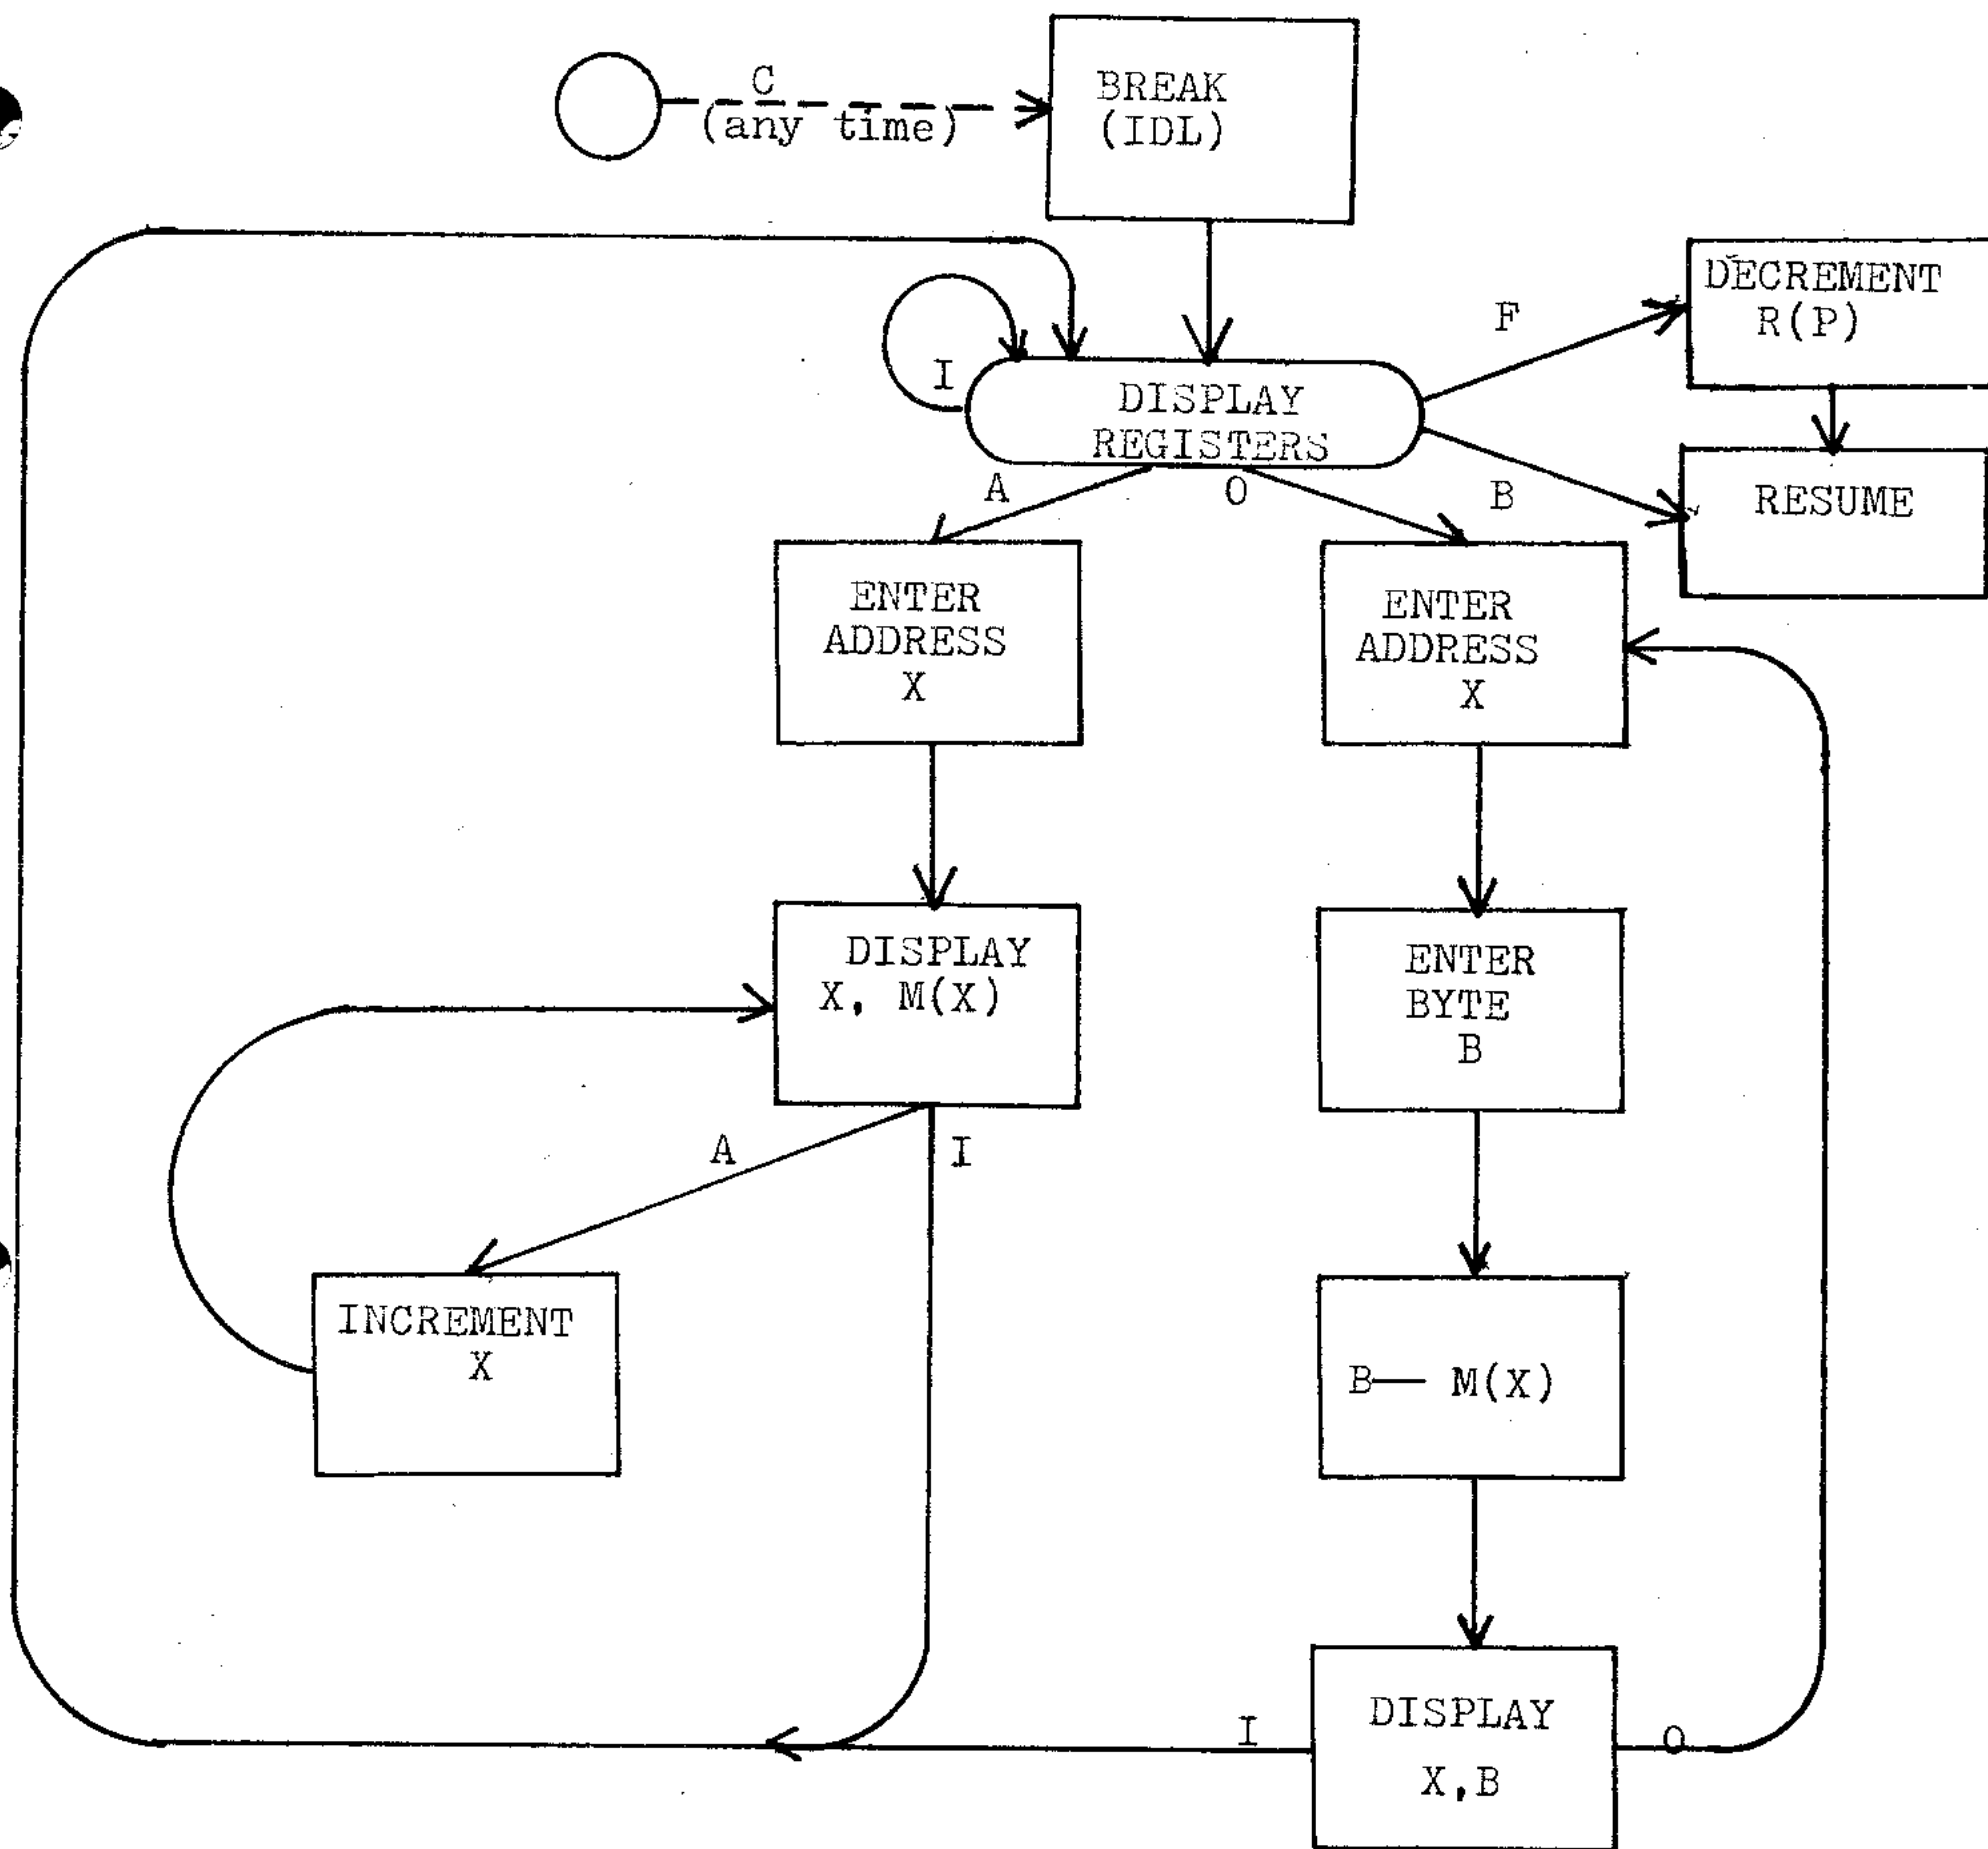 C
(any time)
BREAK
(IDL)
DECREMENT
R(P)
F
I
DISPLAY
REGISTERS
A
O
B
RESUME
ENTER
ADDRESS
X
ENTER
ADDRESS
X
DISPLAY
X, M(X)
ENTER
BYTE
B
A
I
INCREMENT
X
B— M(X)
I
DISPLAY
X,B
O